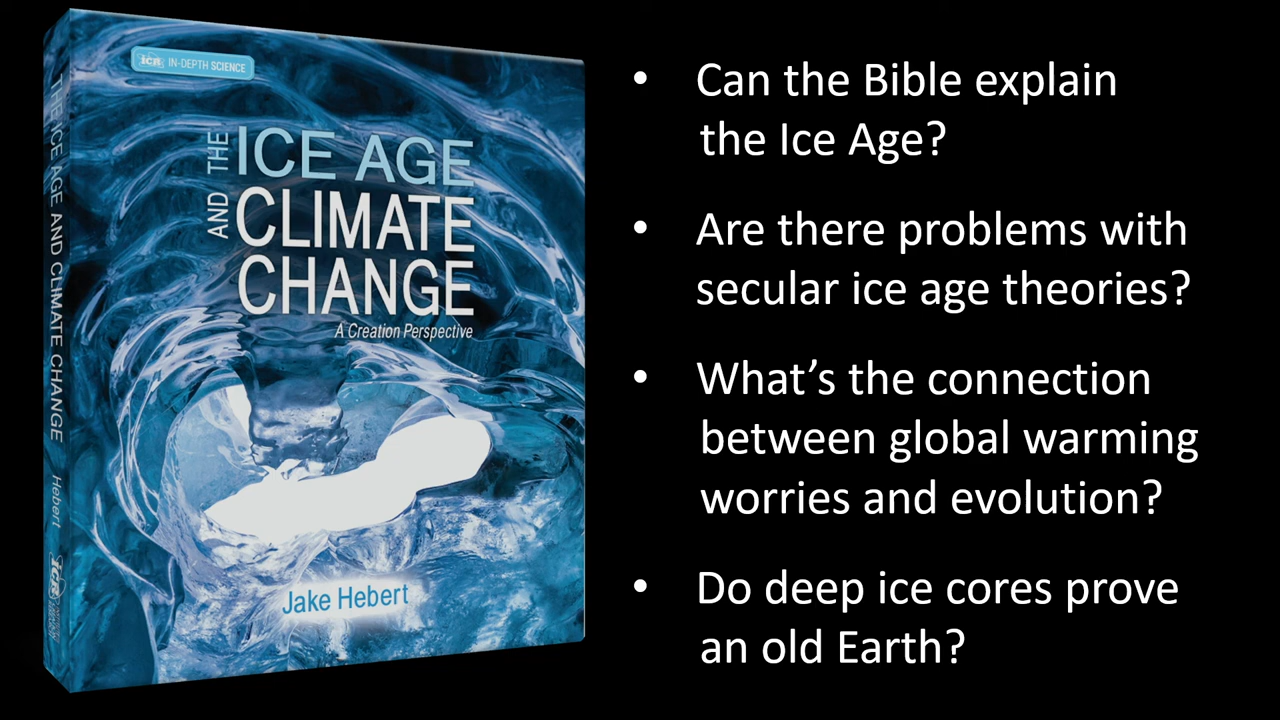 icr IN-DEPTH SCIENCE
THE ICE AGE
AND CLIMATE
CHANGE
A Creation Perspective
Jake Hebert
THE ICE AGE AND CLIMATE CHANGE
Hebert
ICR
• Can the Bible explain
the Ice Age?
• Are there problems with
secular ice age theories?
• What’s the connection
between global warming
worries and evolution?
• Do deep ice cores prove
an old Earth?